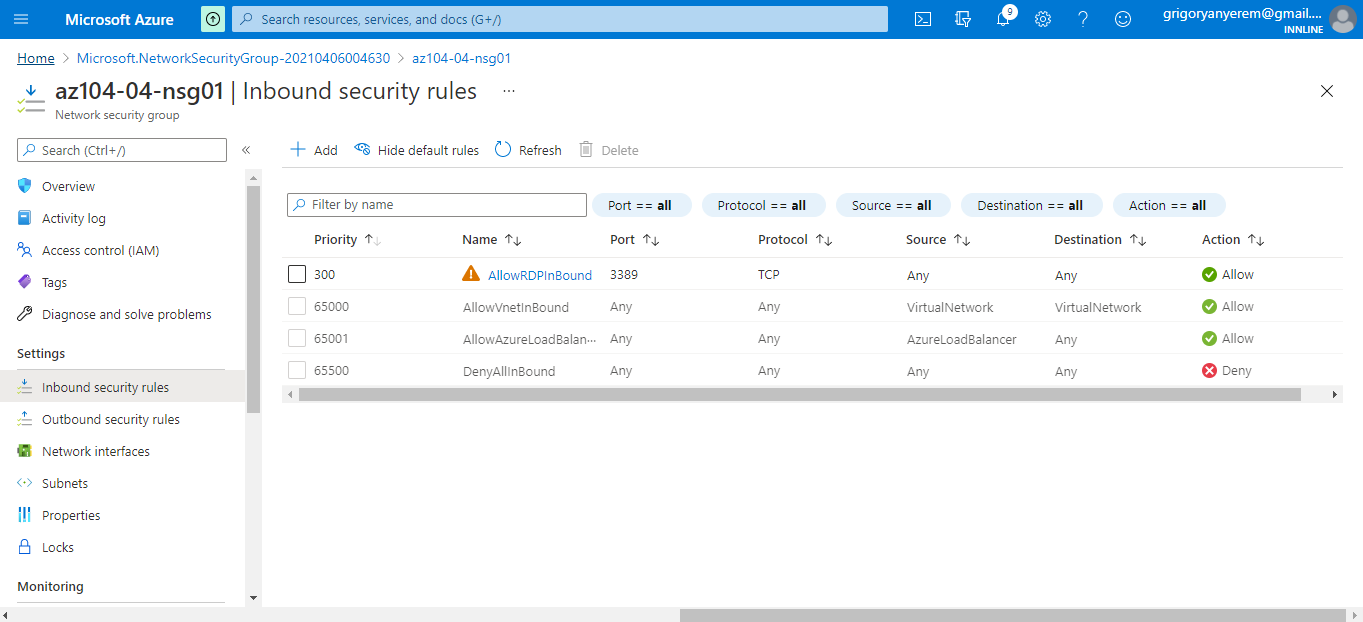 Microsoft Azure
Search resources, services, and docs (G+/)
9
grigoryanyerem@gmail....
INNLINE
Home > Microsoft.NetworkSecurityGroup-20210406004630 > az104-04-nsg01
az104-04-nsg01 | Inbound security rules ...
Network security group
Search (Ctrl+/)
«
Add Hide default rules Refresh Delete
Overview
Activity log
Access control (IAM)
Tags
Diagnose and solve problems
Settings
Inbound security rules
Outbound security rules
Network interfaces
Subnets
Properties
Locks
Monitoring
Filter by name
Port == all Protocol == all Source == all Destination == all Action == all
Priority Name Port Protocol Source Destination Action
300 AllowRDPInBound 3389 TCP Any Any Allow
65000 AllowVnetInBound Any Any VirtualNetwork VirtualNetwork Allow
65001 AllowAzureLoadBalan... Any Any AzureLoadBalancer Any Allow
65500 DenyAllInBound Any Any Any Any Deny